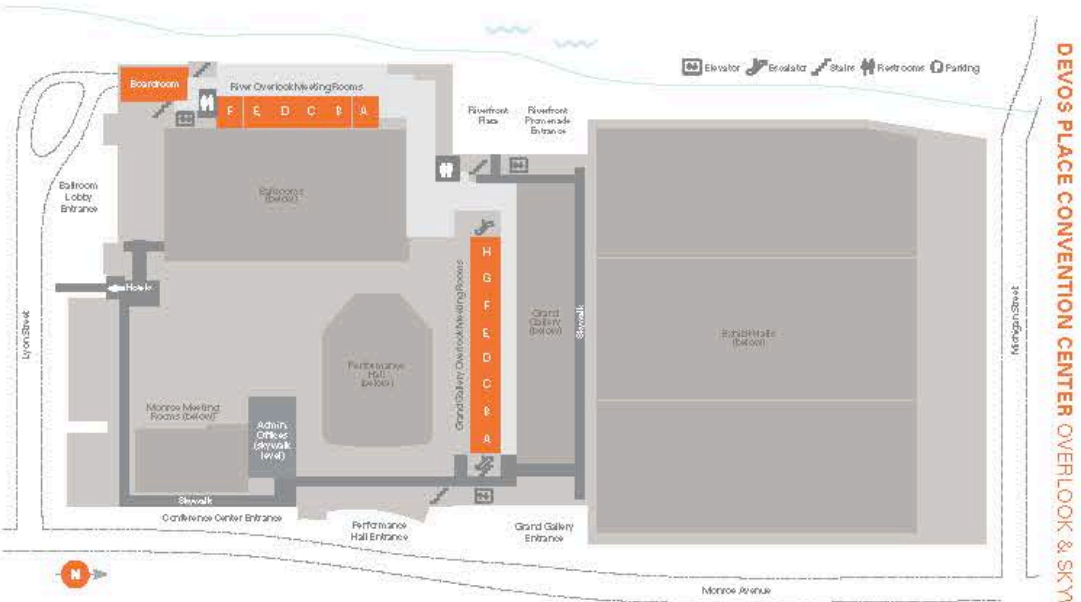 Elevator
Escalator
Stairs
Restrooms
Parking
DEVOS PLACE CONVENTION CENTER OVERLOOK &
Boardroom
River Overlook Meeting Rooms
F E D C B A
Riverfront
Plaza
Riverfront
Promenade
Entrance
Ballroom
Lobby
Entrance
Ballrooms
(below)
Hotels
H
G
F
E
D
C
B
A
Grand Gallery Overlook Meeting Rooms
Grand
Gallery
(below)
Skywalk
Exhibit Halls
(below)
Michigan Street
Lyon Street
Performance
Hall
(below)
Monroe Meeting
Rooms (below)
Admin.
Offices
(skywalk
level)
Skywalk
Conference Center Entrance
Performance
Hall Entrance
Grand Gallery
Entrance
N
Monroe Avenue